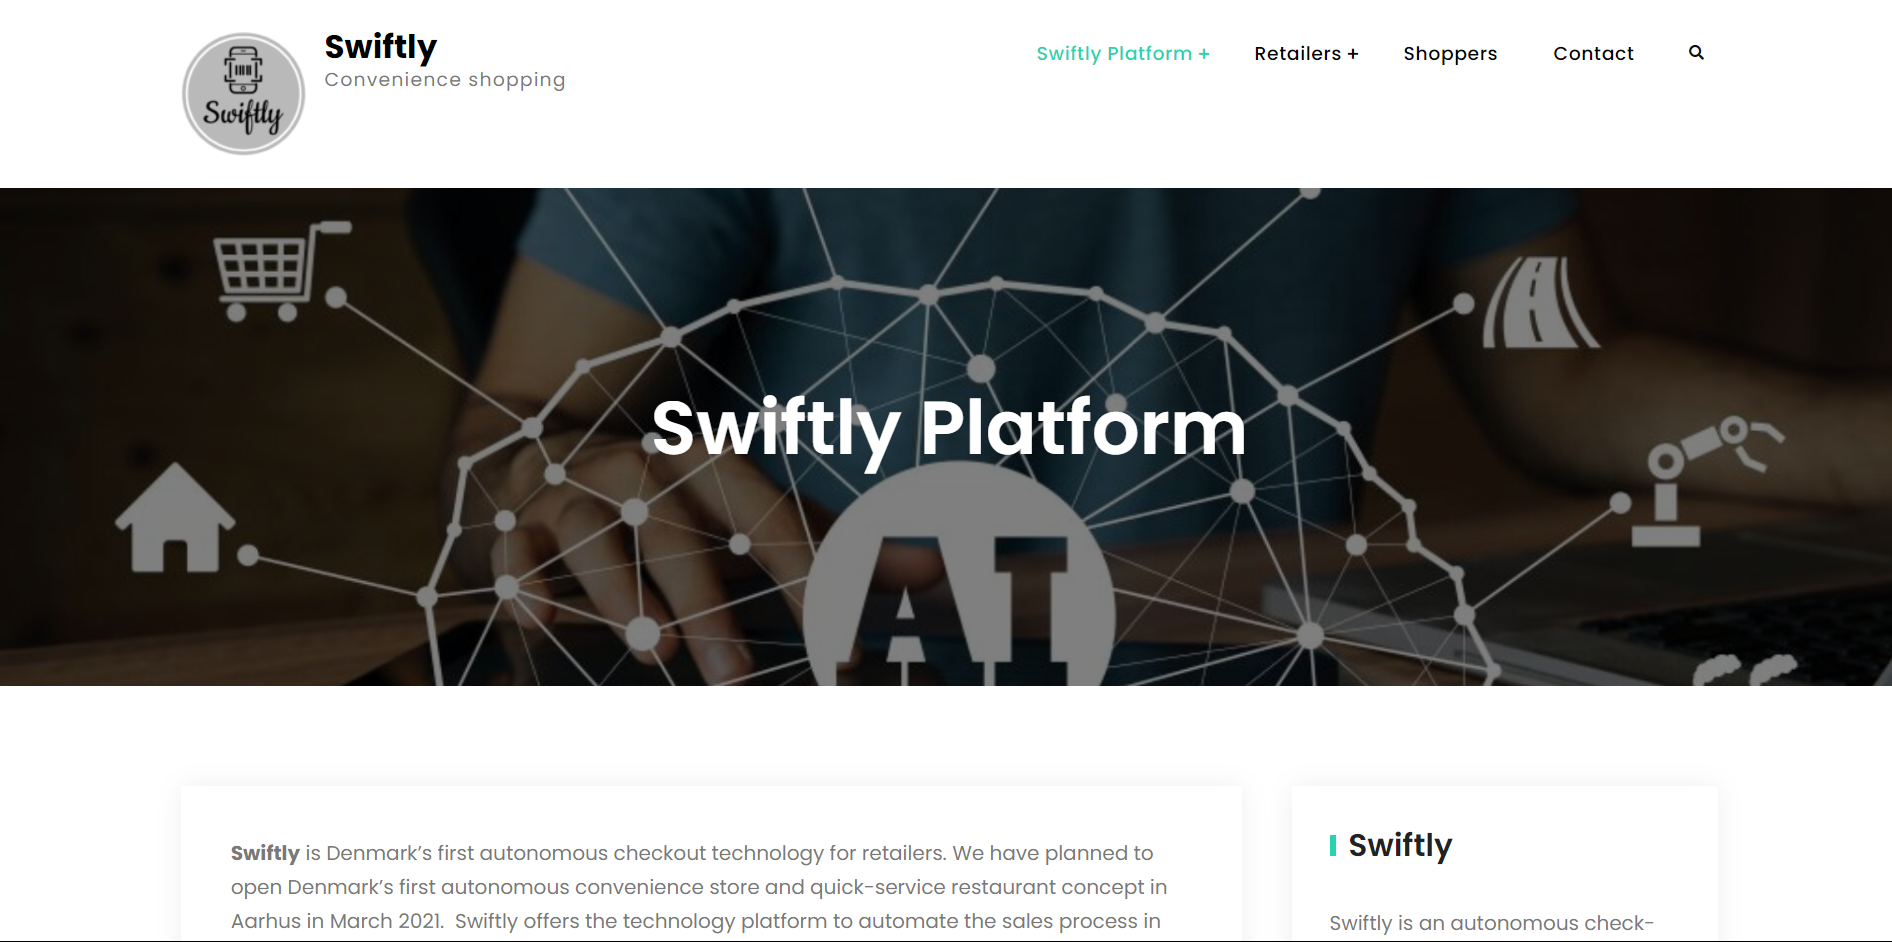 Swiftly
Swiftly
Convenience shopping
Swiftly Platform +
Retailers +
Shoppers
Contact
Swiftly Platform
AI
Swiftly is Denmark’s first autonomous checkout technology for retailers. We have planned to
open Denmark’s first autonomous convenience store and quick-service restaurant concept in
Aarhus in March 2021.  Swiftly offers the technology platform to automate the sales process in
Swiftly
Swiftly is an autonomous check-